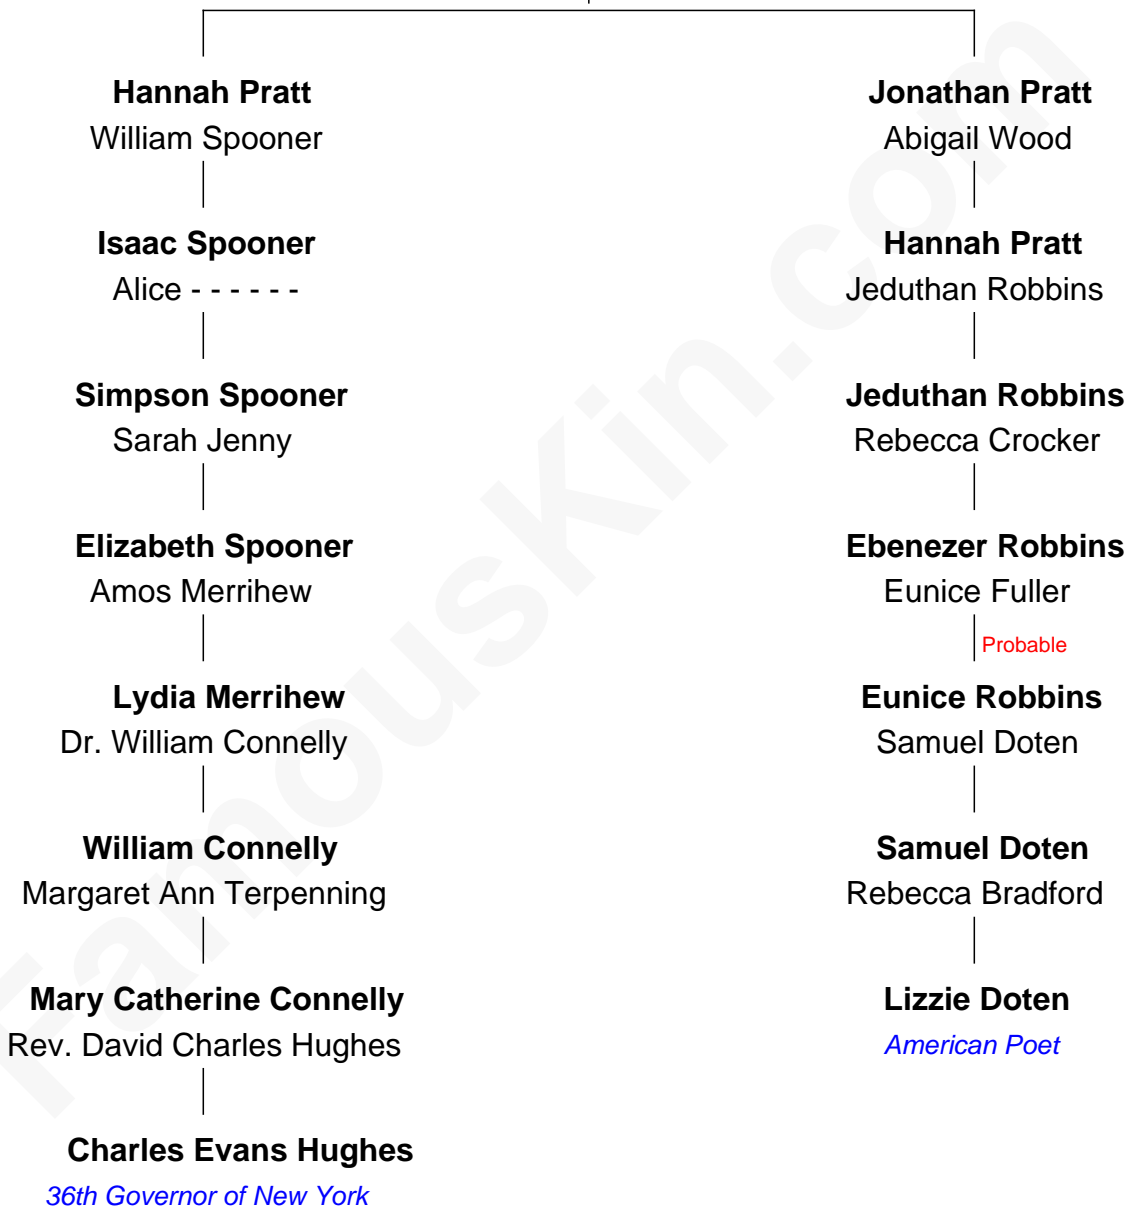 Hannah Pratt
William Spooner
Jonathan Pratt
Abigail Wood
Isaac Spooner
Alice - - - - - -
Hannah Pratt
Jeduthan Robbins
Simpson Spooner
Sarah Jenny
Jeduthan Robbins
Rebecca Crocker
Elizabeth Spooner
Amos Merrihew
Ebenezer Robbins
Eunice Fuller
Probable
Lydia Merrihew
Dr. William Connelly
Eunice Robbins
Samuel Doten
William Connelly
Margaret Ann Terpenning
Samuel Doten
Rebecca Bradford
Mary Catherine Connelly
Rev. David Charles Hughes
Lizzie Doten
American Poet
Charles Evans Hughes
36th Governor of New York
FamousKin.com